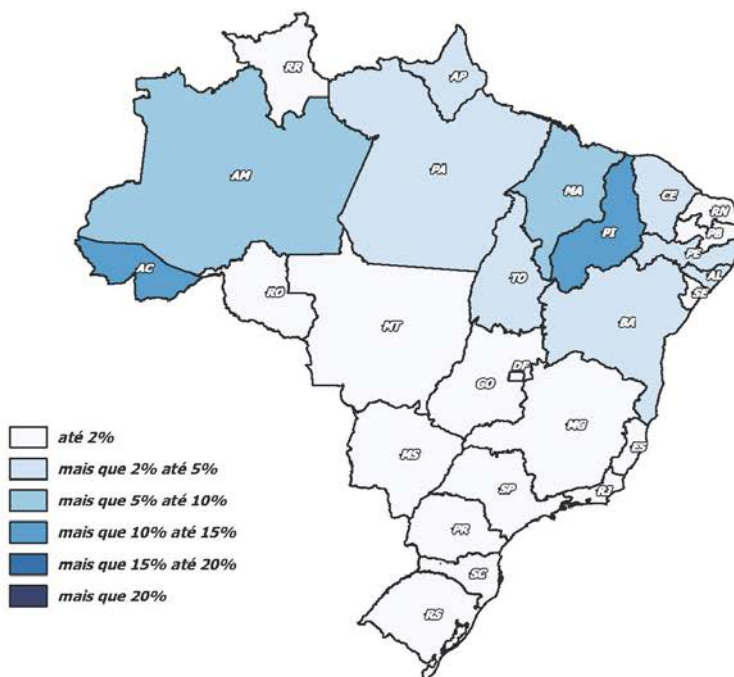 RR
AP
AM
PA
MA
CE
RN
PB
PI
PE
AL
SE
AC
RO
TO
BA
MT
DF
GO
MG
ES
MS
SP
RJ
PR
SC
RS
até 2%
mais que 2% até 5%
mais que 5% até 10%
mais que 10% até 15%
mais que 15% até 20%
mais que 20%